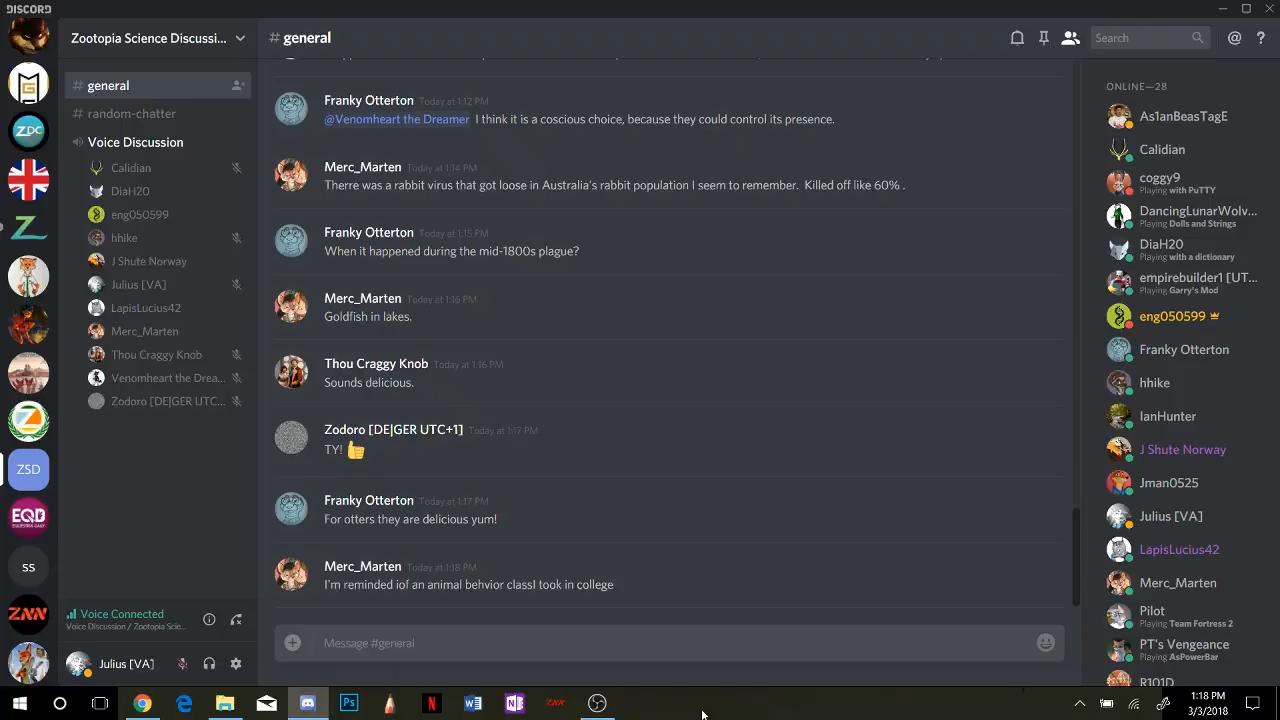 DISCORD
Zootopia Science Discussi...
# general
Search
# general
# random-chatter
Voice Discussion
Calidian
DiaH20
eng050599
hhike
J Shute Norway
Julius [VA]
LapisLucius42
Merc_Marten
Thou Craggy Knob
Venomheart the Drea...
Zodoro [DE|GER UTC...
ZDC
ZSD
EQD
ss
ZNN
Voice Connected
Voice Discussion / Zootopia Scie...
Julius [VA]
Franky Otterton Today at 1:12 PM
@Venomheart the Dreamer I think it is a coscious choice, because they could control its presence.
Merc_Marten Today at 1:14 PM
Therre was a rabbit virus that got loose in Australia's rabbit population I seem to remember. Killed off like 60% .
Franky Otterton Today at 1:15 PM
When it happened during the mid-1800s plague?
Merc_Marten Today at 1:16 PM
Goldfish in lakes.
Thou Craggy Knob Today at 1:16 PM
Sounds delicious.
Zodoro [DE|GER UTC+1] Today at 1:17 PM
TY!
Franky Otterton Today at 1:17 PM
For otters they are delicious yum!
Merc_Marten Today at 1:18 PM
I'm reminded iof an animal behvior classI took in college
Message #general
ONLINE—28
As1anBeasTagE
Calidian
coggy9
Playing with PuTTY
DancingLunarWolv...
Playing Dolls and Strings
DiaH20
Playing with a dictionary
empirebuilder1 [UT...
Playing Garry's Mod
eng050599
Franky Otterton
hhike
IanHunter
J Shute Norway
Jman0525
Julius [VA]
LapisLucius42
Merc_Marten
Pilot
Playing Team Fortress 2
PT's Vengeance
Playing AsPowerBar
R101D
1:18 PM
3/3/2018